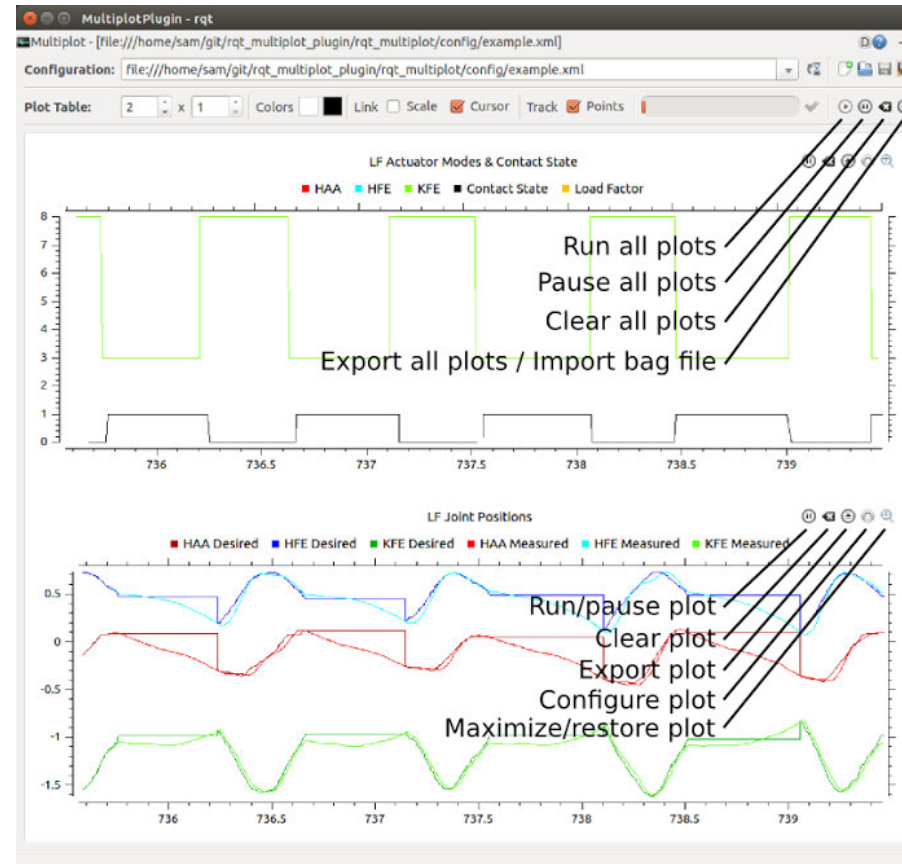 MultiplotPlugin - rqt
Multiplot - [file:///home/sam/git/rqt_multiplot_plugin/rqt_multiplot/config/example.xml] D
Configuration: file:///home/sam/git/rqt_multiplot_plugin/rqt_multiplot/config/example.xml
Plot Table: 2 x 1 Colors Link Scale Cursor Track Points
LF Actuator Modes & Contact State
HAA HFE KFE Contact State Load Factor
8
7
6
5
4
3
2
1
0
Run all plots
Pause all plots
Clear all plots
Export all plots / Import bag file
736 736.5 737 737.5 738 738.5 739
LF Joint Positions
HAA Desired HFE Desired KFE Desired HAA Measured HFE Measured KFE Measured
0.5
0
-0.5
-1
-1.5
Run/pause plot
Clear plot
Export plot
Configure plot
Maximize/restore plot
736 736.5 737 737.5 738 738.5 739